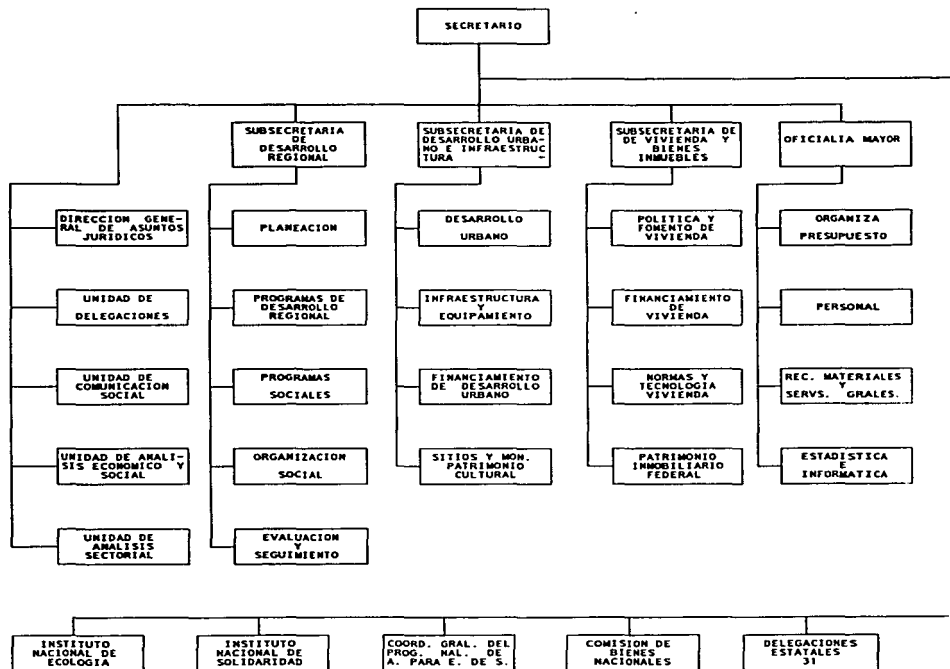 SECRETARIO
SUBSECRETARIA
DE
DESARROLLO
REGIONAL
SUBSECRETARIA DE
DESARROLLO URBA-
NO E INFRAESTRUC
TURA -
SUBSECRETARIA DE
DE VIVIENDA Y
BIENES
INMUEBLES
OFICIALIA MAYOR
DIRECCION GENE-
RAL DE ASUNTOS
JURIDICOS
PLANEACION
DESARROLLO
URBANO
POLITICA Y
FOMENTO DE
VIVIENDA
ORGANIZA
PRESUPUESTO
UNIDAD DE
DELEGACIONES
PROGRAMAS DE
DESARROLLO
REGIONAL
INFRAESTRUCTURA
Y
EQUIPAMIENTO
FINANCIAMIENTO
DE
VIVIENDA
PERSONAL
UNIDAD DE
COMUNICACION
SOCIAL
PROGRAMAS
SOCIALES
FINANCIAMIENTO
DE DESARROLLO
URBANO
NORMAS Y
TECNOLOGIA
VIVIENDA
REC. MATERIALES
Y
SERVS. GRALES.
UNIDAD DE ANALI-
SIS ECONOMICO Y
SOCIAL
ORGANIZACION
SOCIAL
SITIOS Y MON.
PATRIMONIO
CULTURAL
PATRIMONIO
INMOBILIARIO
FEDERAL
ESTADISTICA
E
INFORMATICA
UNIDAD DE
ANALISIS
SECTORIAL
EVALUACION
Y
SEGUIMIENTO
INSTITUTO
NACIONAL DE
ECOLOGIA
INSTITUTO
NACIONAL DE
SOLIDARIDAD
COORD. GRAL. DEL
PROG. NAL. DE
A. PARA E. DE S.
COMISION DE
BIENES
NACIONALES
DELEGACIONES
ESTATALES
31